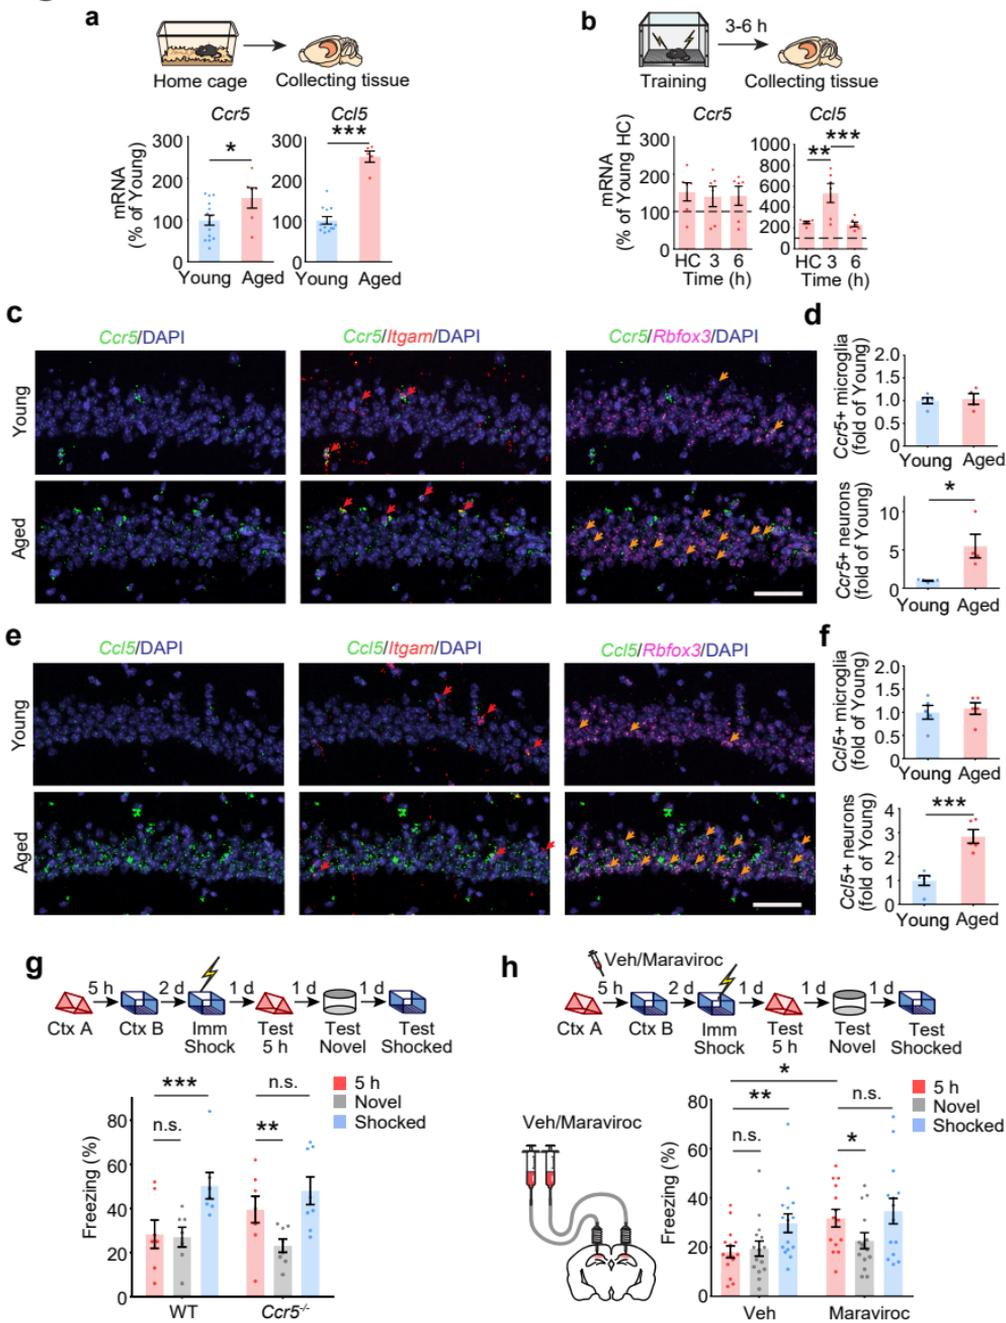 a
Home cage
Collecting tissue
Ccr5
Ccl5
mRNA
(% of Young)
300
200
100
0
*
Young
Aged
300
200
100
0
***
Young
Aged
b
3-6 h
Training
Collecting tissue
Ccr5
Ccl5
mRNA
(% of Young HC)
300
200
100
0
HC 3 6
Time (h)
1000
800
600
400
200
0
**
***
HC 3 6
Time (h)
c
Ccr5/DAPI
Ccr5/Itgam/DAPI
Ccr5/Rbfox3/DAPI
Young
Aged
d
Ccr5+ microglia
(fold of Young)
2.0
1.5
1.0
0.5
0
Young Aged
Ccr5+ neurons
(fold of Young)
10
5
0
*
Young Aged
e
Ccl5/DAPI
Ccl5/Itgam/DAPI
Ccl5/Rbfox3/DAPI
Young
Aged
f
Ccl5+ microglia
(fold of Young)
2.0
1.5
1.0
0.5
0
Young Aged
Ccl5+ neurons
(fold of Young)
4
3
2
1
0
***
Young Aged
g
5 h
2 d
1 d
1 d
1 d
Ctx A
Ctx B
Imm
Shock
Test
5 h
Test
Novel
Test
Shocked
5 h
Novel
Shocked
Freezing (%)
80
60
40
20
0
***
n.s.
n.s.
**
WT
Ccr5-/-
h
Veh/Maraviroc
5 h
2 d
1 d
1 d
1 d
Ctx A
Ctx B
Imm
Shock
Test
5 h
Test
Novel
Test
Shocked
Veh/Maraviroc
5 h
Novel
Shocked
Freezing (%)
80
60
40
20
0
*
**
n.s.
n.s.
*
Veh
Maraviroc